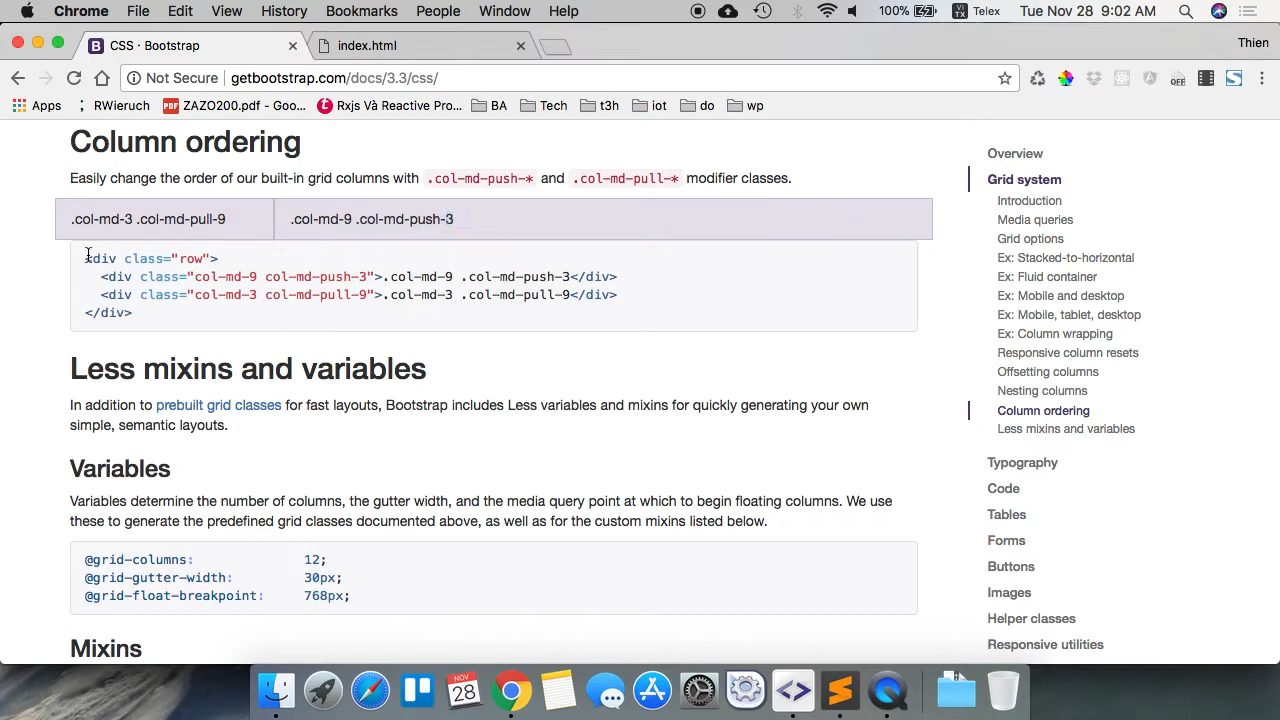 Chrome File Edit View History Bookmarks People Window Help 100% VI TX Telex Tue Nov 28 9:02 AM
CSS · Bootstrap index.html Thien
Not Secure getbootstrap.com/docs/3.3/css/
Apps RWieruch ZAZO200.pdf - Goo... Rxjs Và Reactive Pro... BA Tech t3h iot do wp
Column ordering
Easily change the order of our built-in grid columns with .col-md-push-* and .col-md-pull-* modifier classes.
.col-md-3 .col-md-pull-9 .col-md-9 .col-md-push-3
<div class="row">
<div class="col-md-9 col-md-push-3">.col-md-9 .col-md-push-3</div>
<div class="col-md-3 col-md-pull-9">.col-md-3 .col-md-pull-9</div>
</div>
Less mixins and variables
In addition to prebuilt grid classes for fast layouts, Bootstrap includes Less variables and mixins for quickly generating your own
simple, semantic layouts.
Variables
Variables determine the number of columns, the gutter width, and the media query point at which to begin floating columns. We use
these to generate the predefined grid classes documented above, as well as for the custom mixins listed below.
@grid-columns: 12;
@grid-gutter-width: 30px;
@grid-float-breakpoint: 768px;
Mixins
Overview
Grid system
Introduction
Media queries
Grid options
Ex: Stacked-to-horizontal
Ex: Fluid container
Ex: Mobile and desktop
Ex: Mobile, tablet, desktop
Ex: Column wrapping
Responsive column resets
Offsetting columns
Nesting columns
Column ordering
Less mixins and variables
Typography
Code
Tables
Forms
Buttons
Images
Helper classes
Responsive utilities
NOV
28